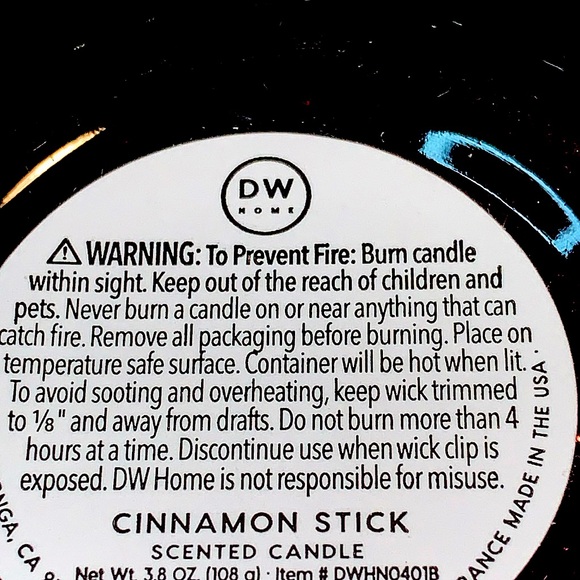 DW
HOME
⚠ WARNING: To Prevent Fire: Burn candle
within sight. Keep out of the reach of children and
pets. Never burn a candle on or near anything that can
catch fire. Remove all packaging before burning. Place on
temperature safe surface. Container will be hot when lit.
To avoid sooting and overheating, keep wick trimmed
to ⅛" and away from drafts. Do not burn more than 4
hours at a time. Discontinue use when wick clip is
exposed. DW Home is not responsible for misuse.
CINNAMON STICK
SCENTED CANDLE
Net Wt. 3.8 OZ. (108 g) · Item # DWHN0401B
NGA, CA
RANCE MADE IN THE USA ·